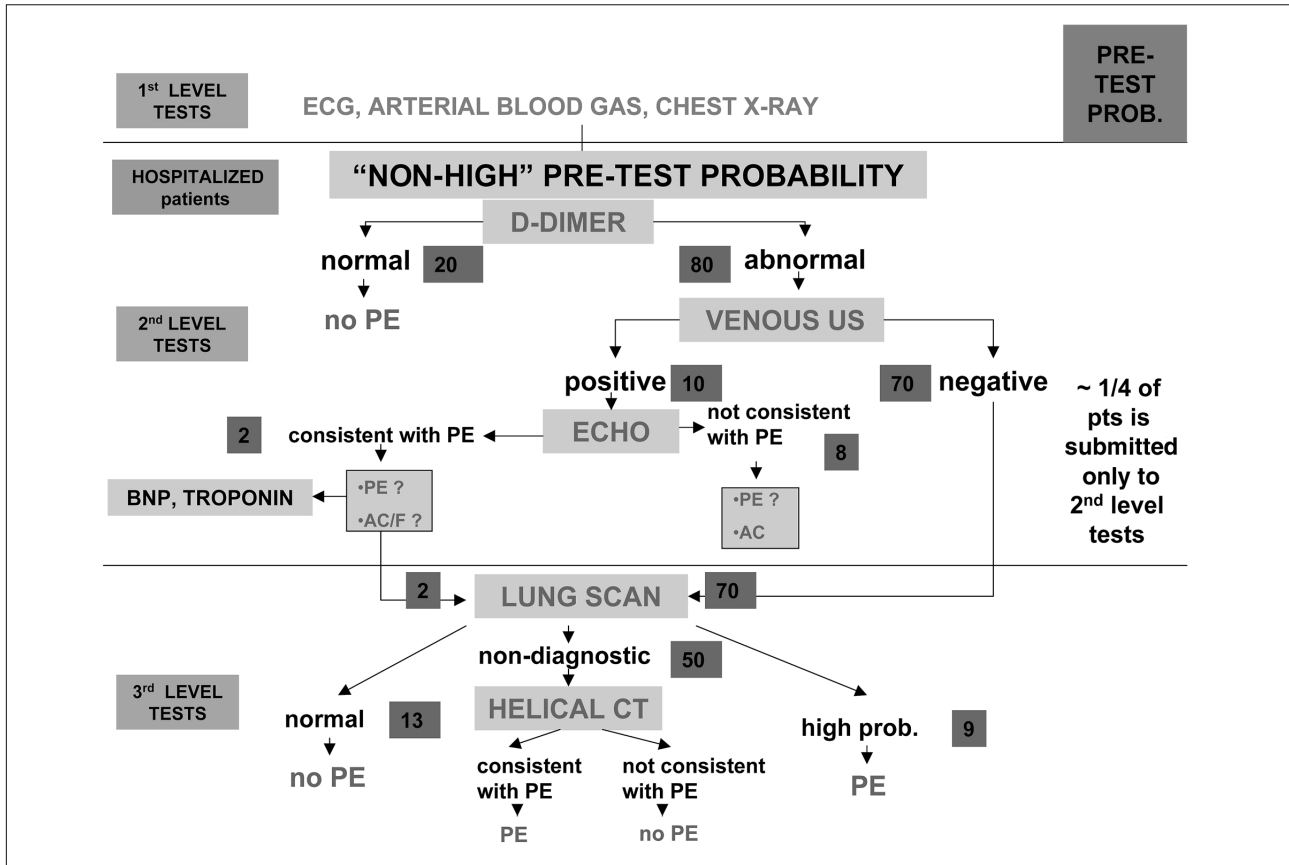 PRE-
TEST
PROB.
1st LEVEL
TESTS
ECG, ARTERIAL BLOOD GAS, CHEST X-RAY
HOSPITALIZED
patients
“NON-HIGH” PRE-TEST PROBABILITY
D-DIMER
normal 20
80 abnormal
no PE
2nd LEVEL
TESTS
VENOUS US
positive 10
70 negative
~ 1/4 of
pts is
submitted
only to
2nd level
tests
2 consistent with PE
ECHO
not consistent
with PE
8
BNP, TROPONIN
•PE ?
•AC/F ?
•PE ?
•AC
2
LUNG SCAN
70
non-diagnostic 50
3rd LEVEL
TESTS
normal 13
HELICAL CT
high prob. 9
no PE
consistent
with PE
not consistent
with PE
PE
PE
no PE